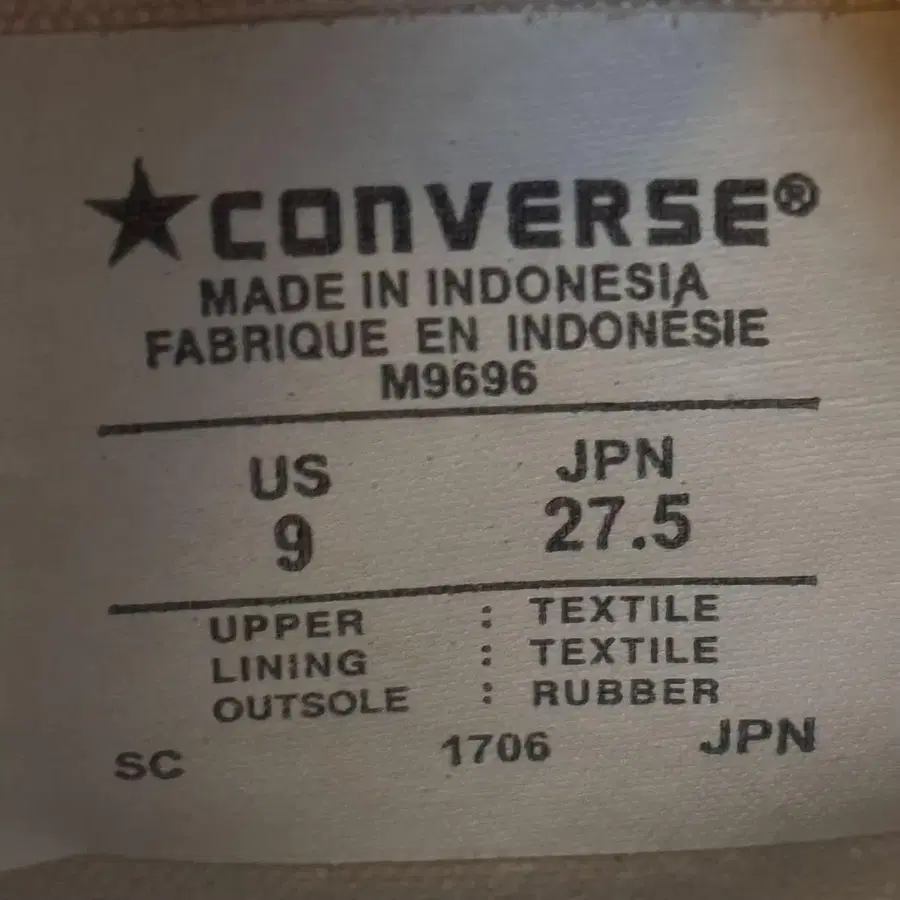 ★CONVERSE®
MADE IN INDONESIA
FABRIQUE EN INDONÉSIE
M9696
US JPN
9 27.5
UPPER : TEXTILE
LINING : TEXTILE
OUTSOLE : RUBBER
SC 1706 JPN